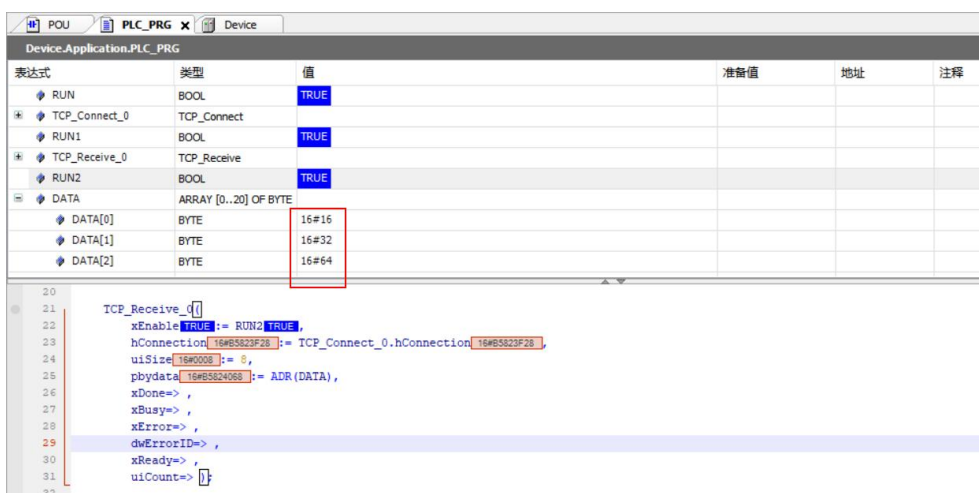 POU PLC_PRG X Device
Device.Application.PLC_PRG
表达式 类型 值 准备值 地址 注释
RUN BOOL TRUE
TCP_Connect_0 TCP_Connect
RUN1 BOOL TRUE
TCP_Receive_0 TCP_Receive
RUN2 BOOL TRUE
DATA ARRAY [0..20] OF BYTE
DATA[0] BYTE 16#16
DATA[1] BYTE 16#32
DATA[2] BYTE 16#64
20
21 TCP_Receive_0(
22 xEnable TRUE := RUN2 TRUE ,
23 hConnection 16#B5823F28 := TCP_Connect_0.hConnection 16#B5823F28 ,
24 uiSize 16#0008 := 8,
25 pbydata 16#B5824068 := ADR(DATA),
26 xDone=> ,
27 xBusy=> ,
28 xError=> ,
29 dwErrorID=> ,
30 xReady=> ,
31 uiCount=> );
32